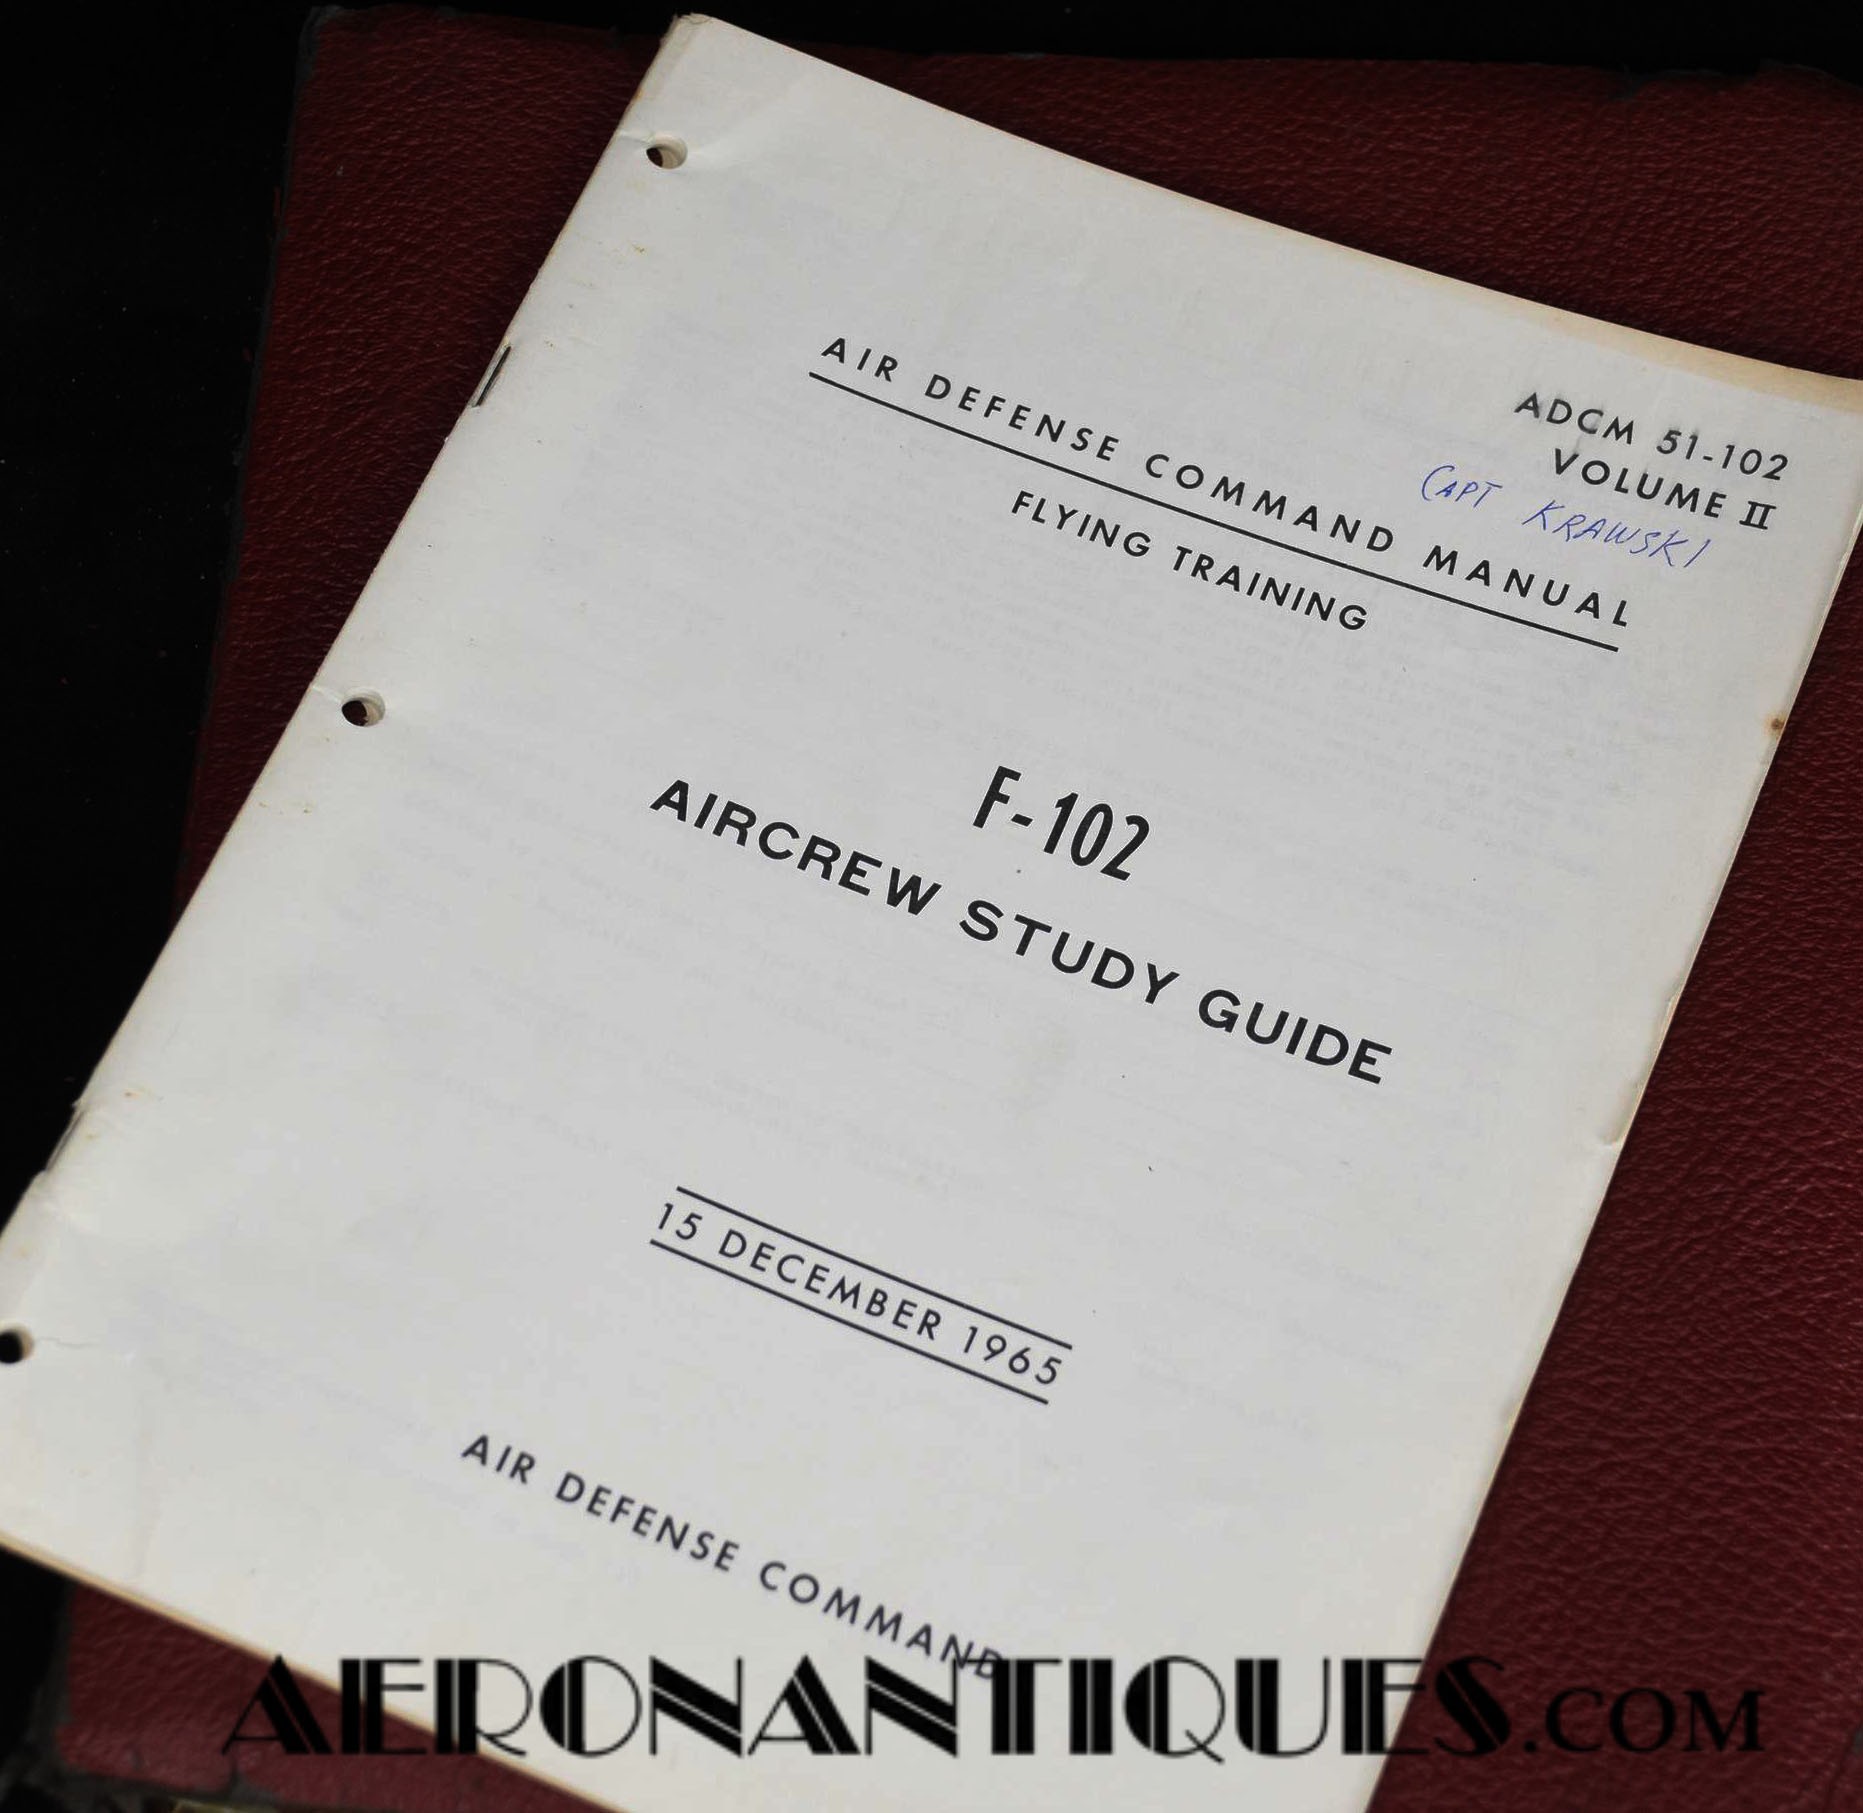 ADCM 51-102
VOLUME II
CAPT KRAWSKI
AIR DEFENSE COMMAND MANUAL
FLYING TRAINING
F-102
AIRCREW STUDY GUIDE
15 DECEMBER 1965
AIR DEFENSE COMMAND
AERONANTIQUES.COM